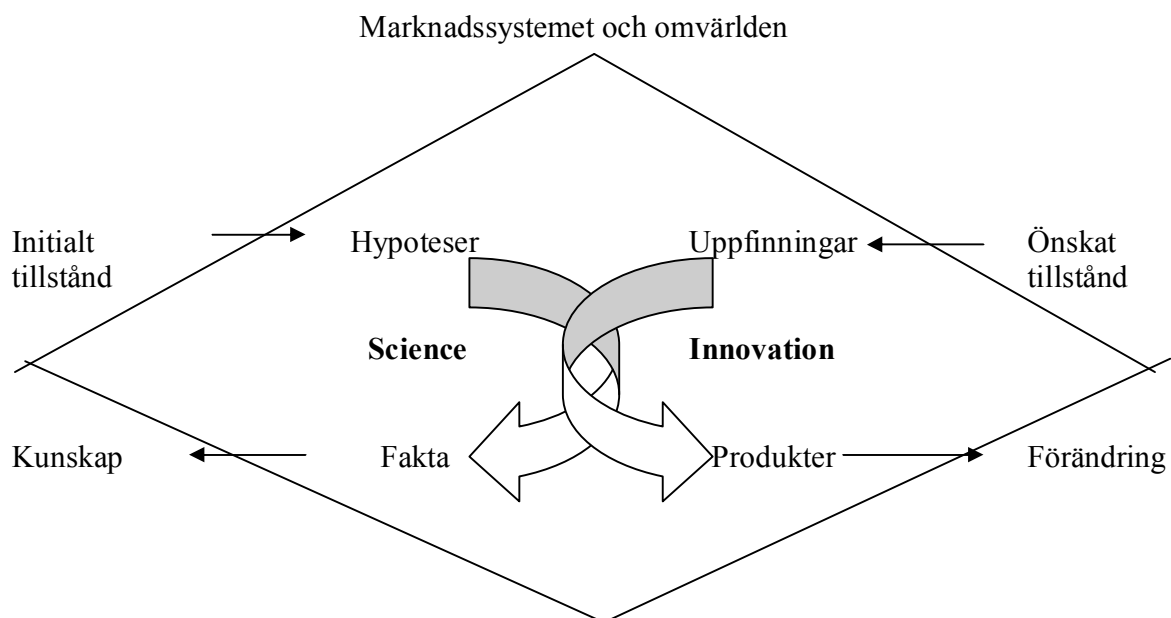 Marknadssystemet och omvärlden
Initialt
tillstånd
Hypoteser
Uppfinningar
Önskat
tillstånd
Science
Innovation
Kunskap
Fakta
Produkter
Förändring